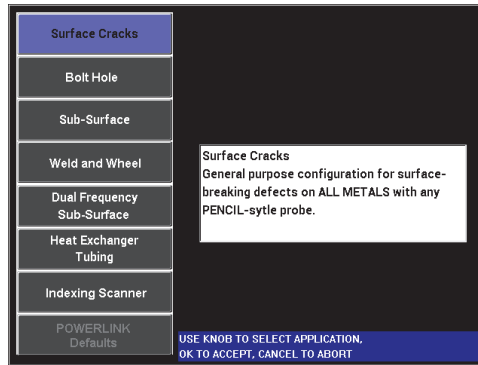 Surface Cracks
Bolt Hole
Sub-Surface
Weld and Wheel
Dual Frequency
Sub-Surface
Heat Exchanger
Tubing
Indexing Scanner
POWERLINK
Defaults
Surface Cracks
General purpose configuration for surface-
breaking defects on ALL METALS with any
PENCIL-sytle probe.
USE KNOB TO SELECT APPLICATION,
OK TO ACCEPT, CANCEL TO ABORT